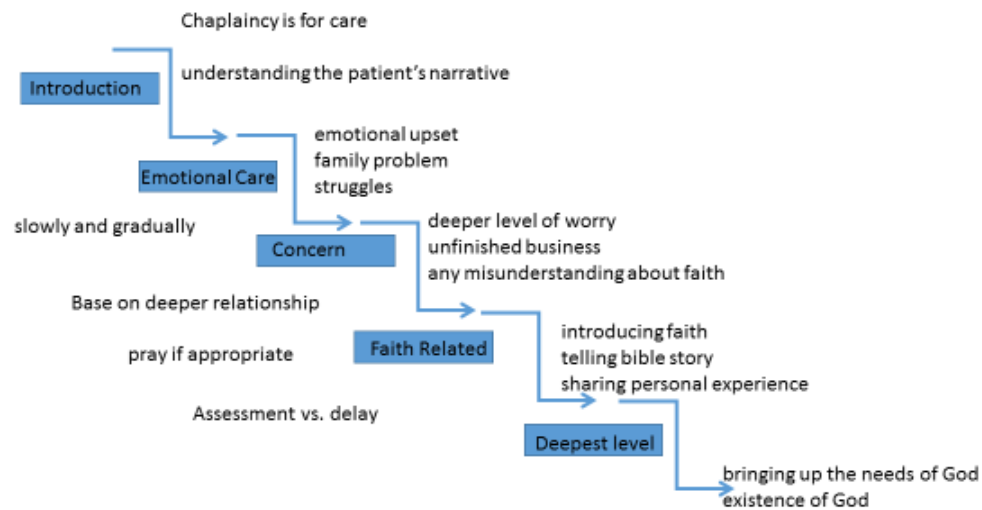 Chaplaincy is for care
understanding the patient's narrative
Introduction
emotional upset
family problem
struggles
Emotional Care
slowly and gradually
deeper level of worry
unfinished business
any misunderstanding about faith
Concern
Base on deeper relationship
introducing faith
telling bible story
sharing personal experience
Faith Related
pray if appropriate
Assessment vs. delay
Deepest level
bringing up the needs of God
existence of God